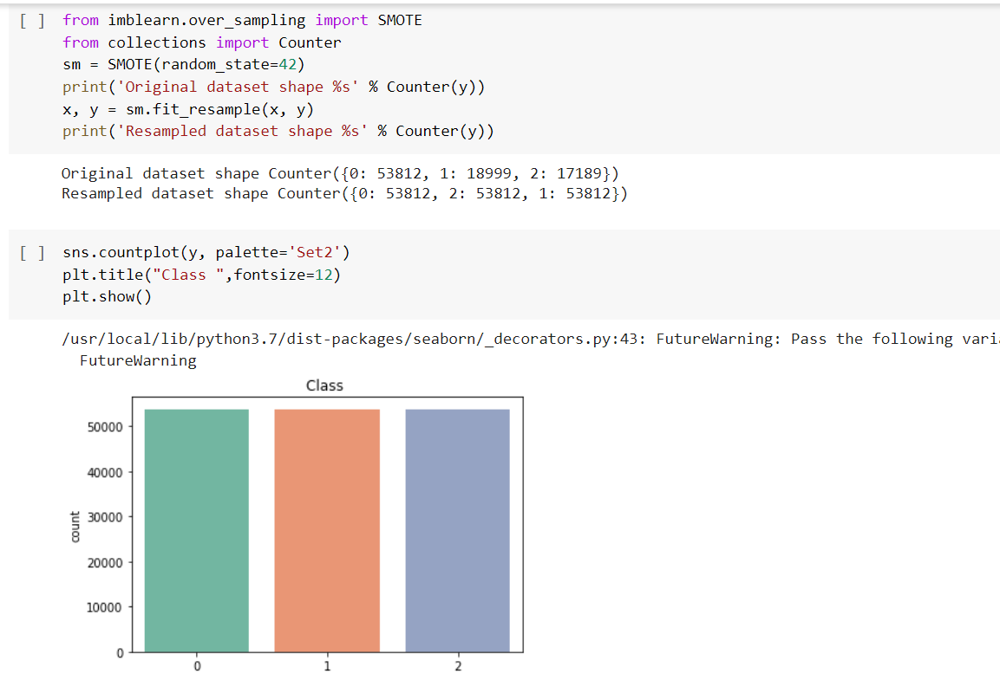 [ ] from imblearn.over_sampling import SMOTE
from collections import Counter
sm = SMOTE(random_state=42)
print('Original dataset shape %s' % Counter(y))
x, y = sm.fit_resample(x, y)
print('Resampled dataset shape %s' % Counter(y))
Original dataset shape Counter({0: 53812, 1: 18999, 2: 17189})
Resampled dataset shape Counter({0: 53812, 2: 53812, 1: 53812})
[ ] sns.countplot(y, palette='Set2')
plt.title("Class ",fontsize=12)
plt.show()
/usr/local/lib/python3.7/dist-packages/seaborn/_decorators.py:43: FutureWarning: Pass the following
FutureWarning
Class
50000
40000
30000
20000
10000
0
count
0 1 2